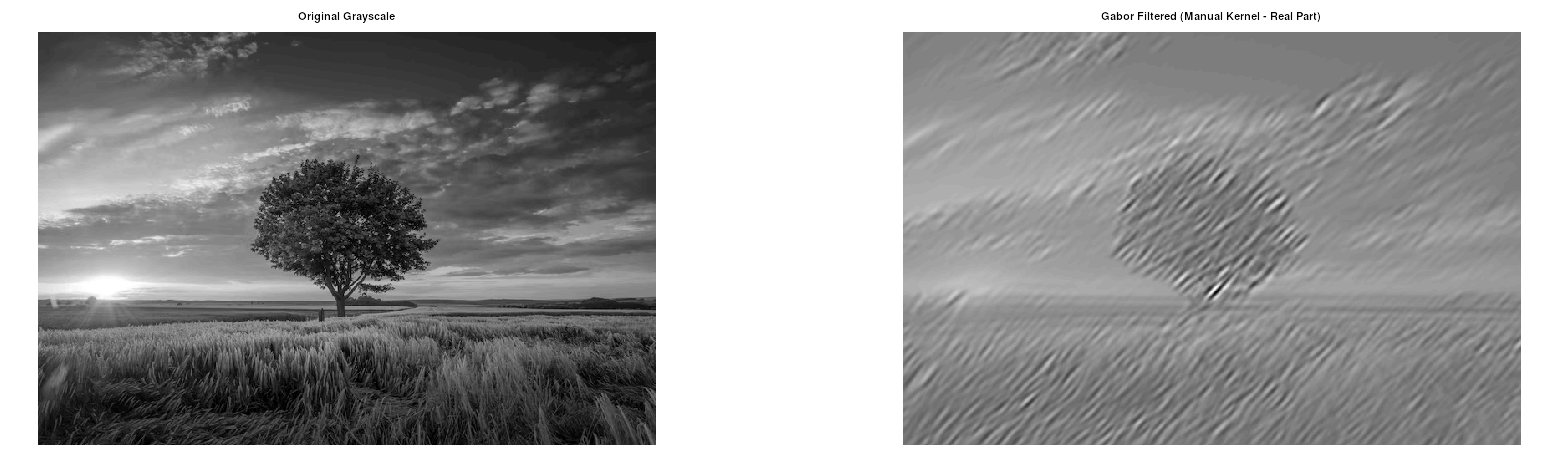 Original Grayscale
Gabor Filtered (Manual Kernel - Real Part)